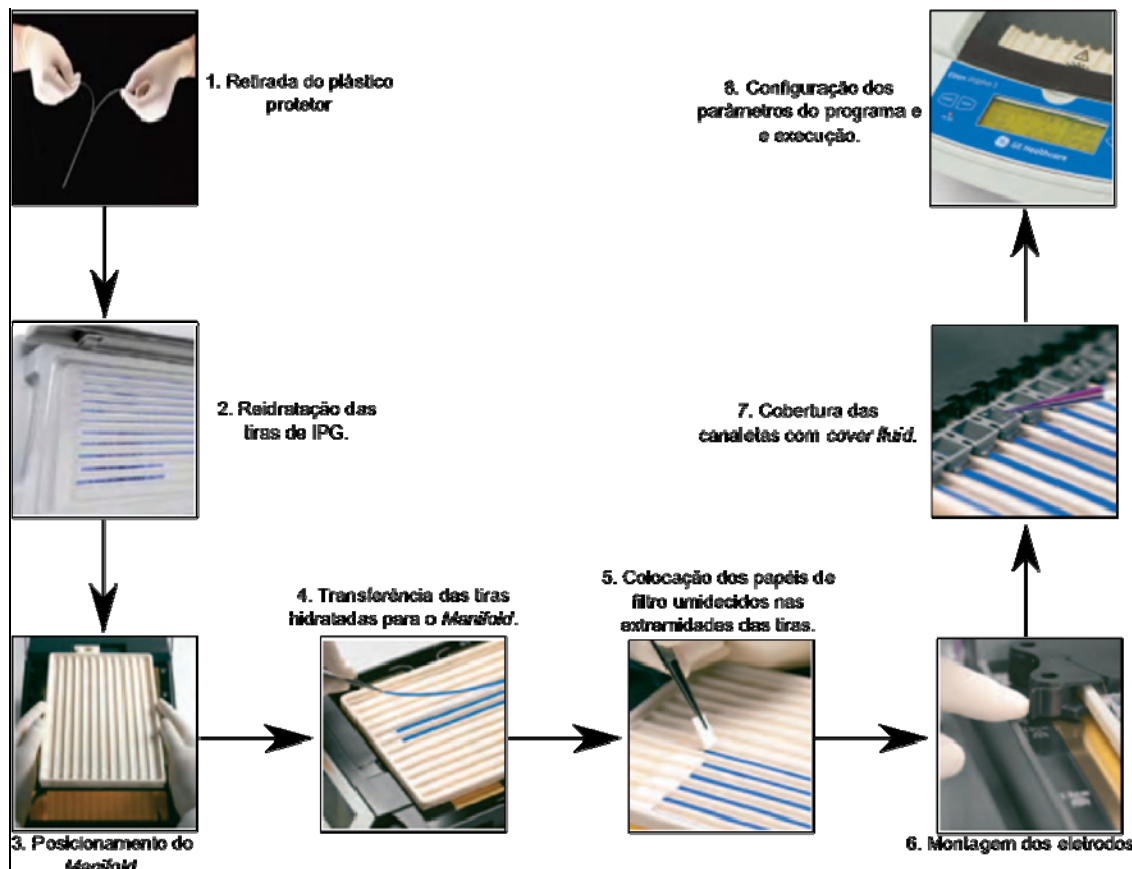 1. Retirada do plástico
protetor
2. Reidratação das
tiras de IPG.
3. Posicionamento do
Manifold
4. Transferência das tiras
hidratadas para o Manifold.
5. Colocação dos papéis de
filtro umidecidos nas
extremidades das tiras.
6. Montagem dos eletrodos
7. Cobertura das
canaletas com cover fluid.
8. Configuração dos
parâmetros do programa e
e execução.
GE Healthcare